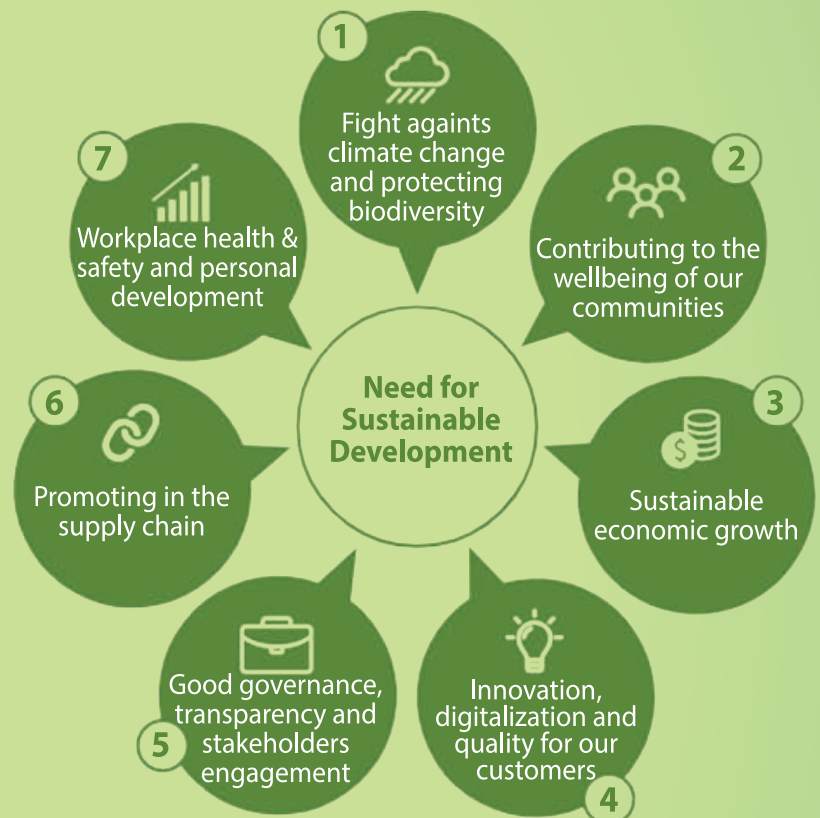 Need for
Sustainable
Development
1
Fight againts
climate change
and protecting
biodiversity
2
Contributing to the
wellbeing of our
communities
3
$
Sustainable
economic growth
4
Innovation,
digitalization and
quality for our
customers
5
Good governance,
transparency and
stakeholders
engagement
6
Promoting in the
supply chain
7
Workplace health &
safety and personal
development